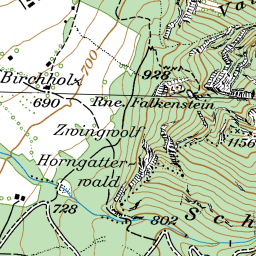 700
928
Birchholz
690
Rne. Falkenstein
Zwingwolf
1156
Horngatter-
wald
728
802
S c h